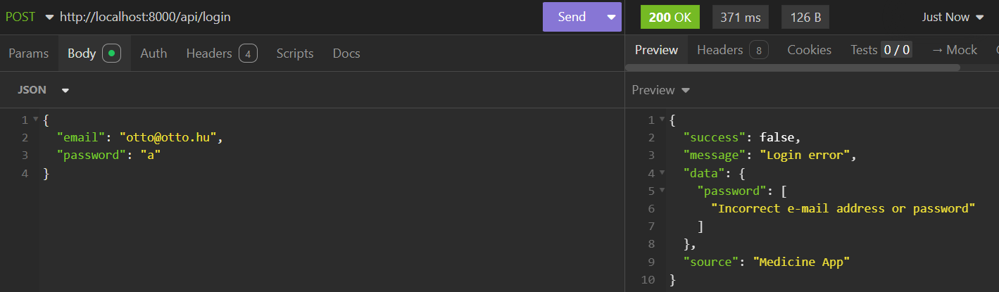 POST http://localhost:8000/api/login Send
Params Body Auth Headers 4 Scripts Docs
JSON
1 {
2 "email": "otto@otto.hu",
3 "password": "a"
4 }
200 OK 371 ms 126 B Just Now
Preview Headers 8 Cookies Tests 0 / 0 → Mock
Preview
1 {
2 "success": false,
3 "message": "Login error",
4 "data": {
5 "password": [
6 "Incorrect e-mail address or password"
7 ]
8 },
9 "source": "Medicine App"
10 }